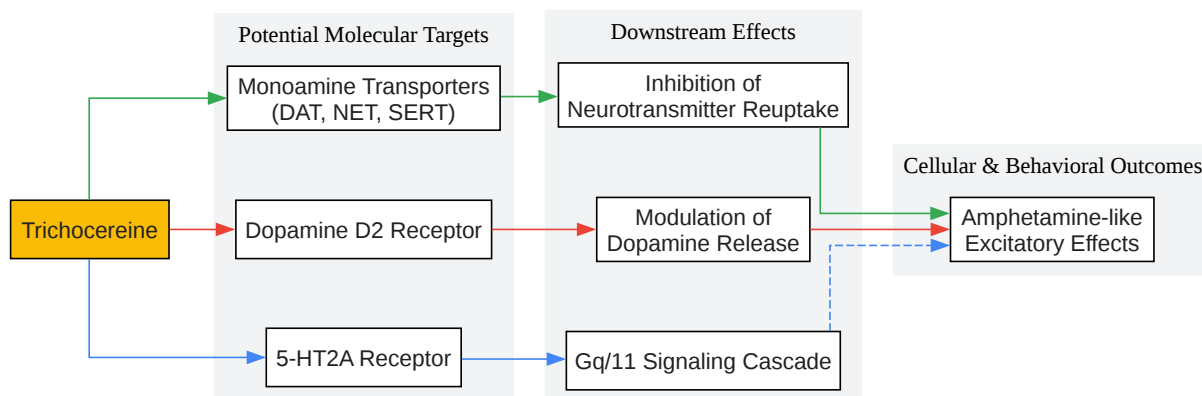 Potential Molecular Targets
Downstream Effects
Monoamine Transporters
(DAT, NET, SERT)
Inhibition of
Neurotransmitter Reuptake
Cellular & Behavioral Outcomes
Trichocereine
Dopamine D2 Receptor
Modulation of
Dopamine Release
Amphetamine-like
Excitatory Effects
5-HT2A Receptor
Gq/11 Signaling Cascade